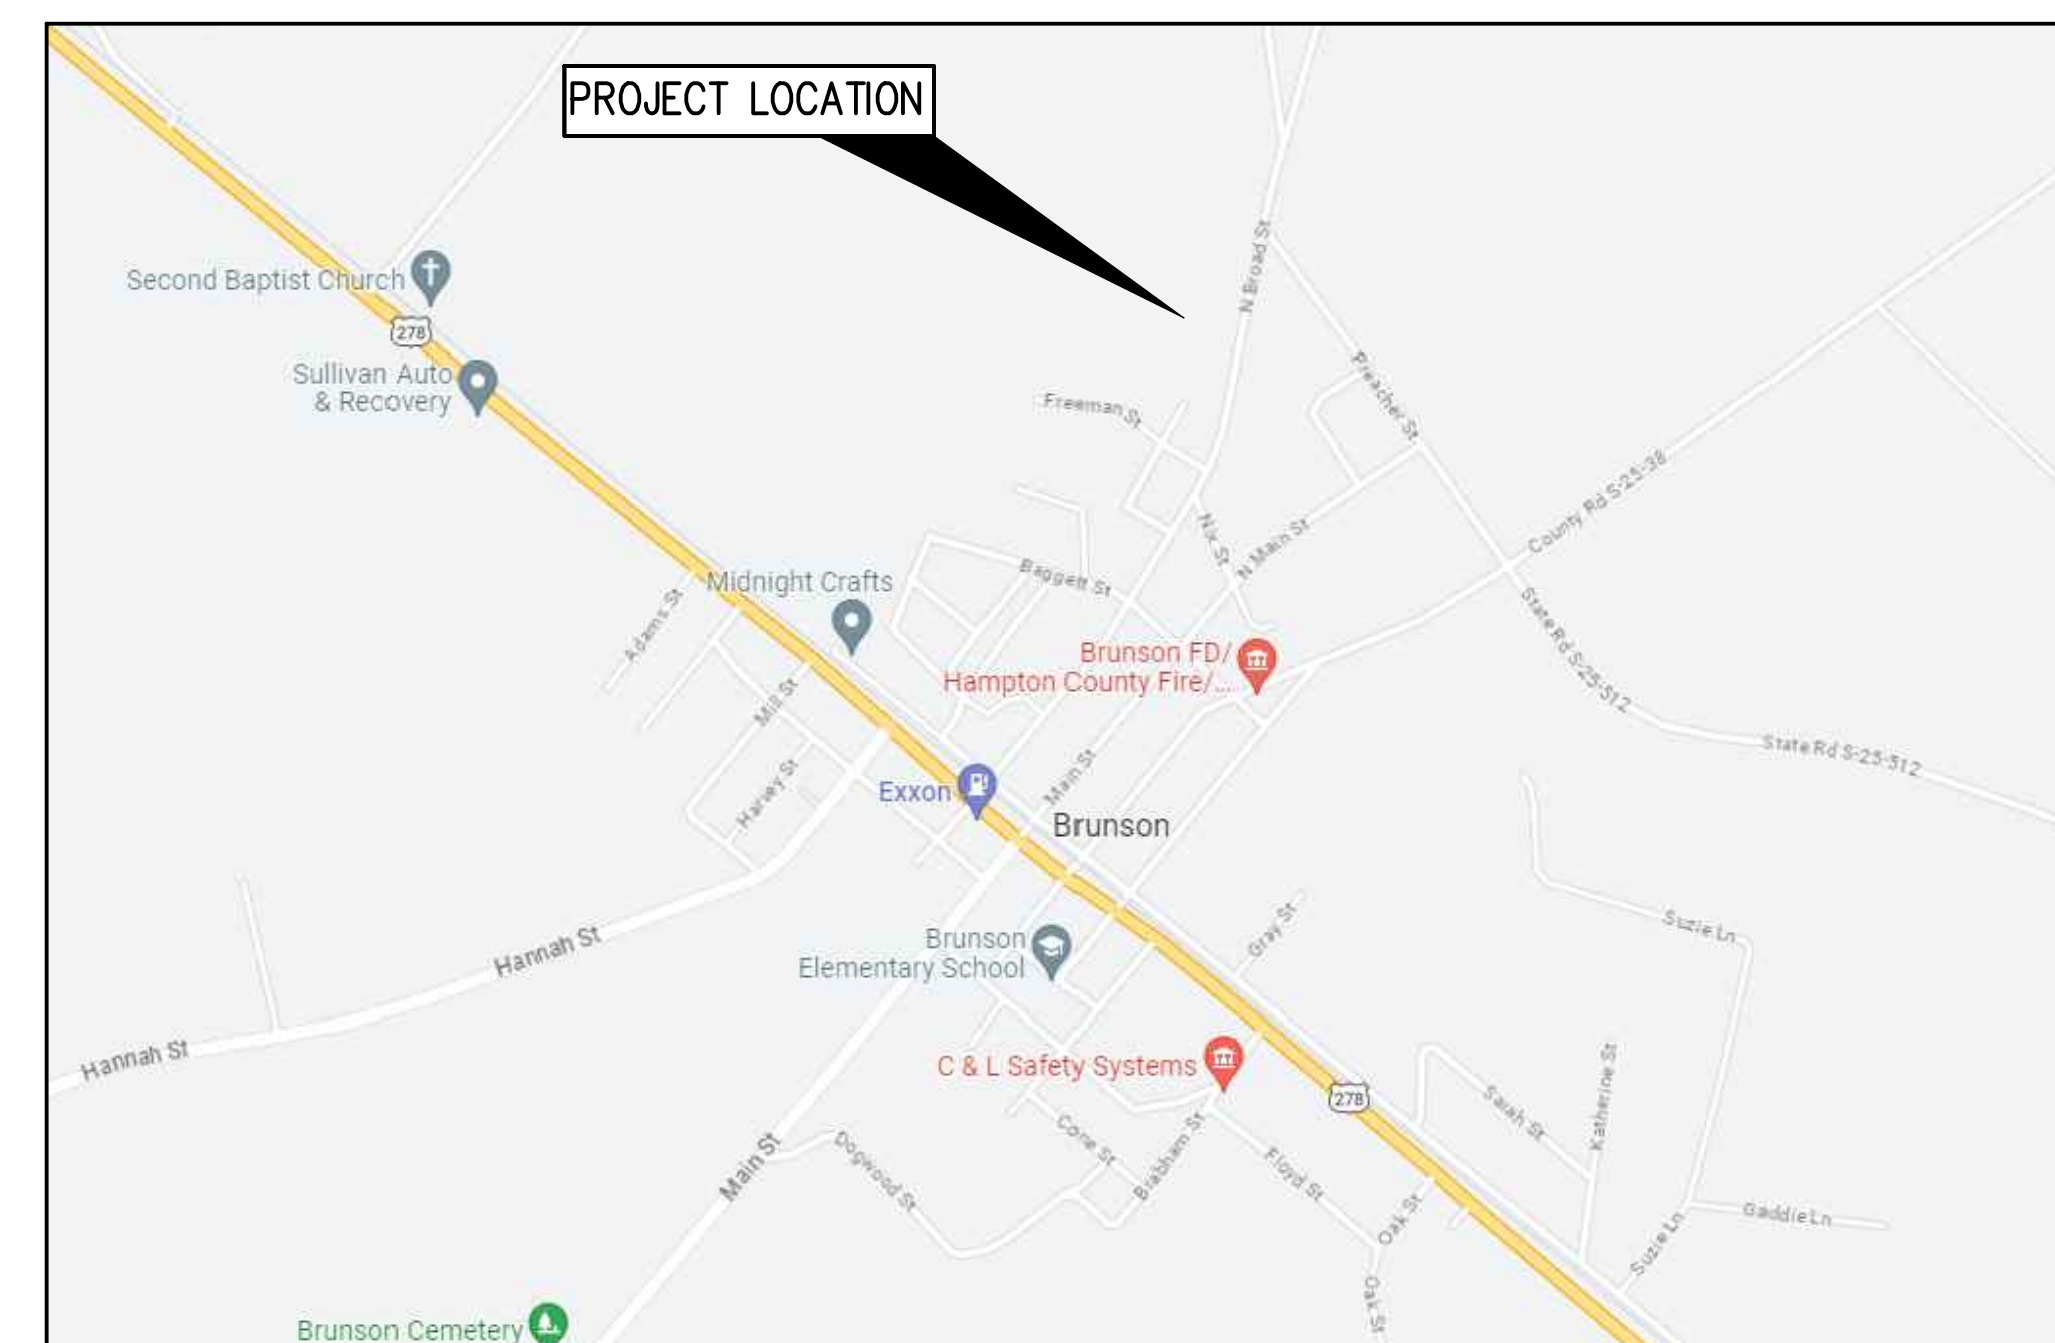 PROJECT LOCATION
N Broad St
Second Baptist Church
278
Sullivan Auto
& Recovery
Freeman St
Preacher St
County Rd S-25-38
Nix St
N Main St
Baggett St
Midnight Crafts
Adams St
State Rd S-25-512
Brunson FD/
Hampton County Fire/...
Mill St
State Rd S-25-512
Harvey St
Main St
Exxon
Brunson
Suzie Ln
Gray St
Hannah St
Brunson
Elementary School
Hannah St
C & L Safety Systems
278
Sarah St
Katherine St
Cone St
Brabham St
Main St
Dogwood St
Floyd St
Oak St
Gaddie Ln
Suzie Ln
Oak St
Brunson Cemetery